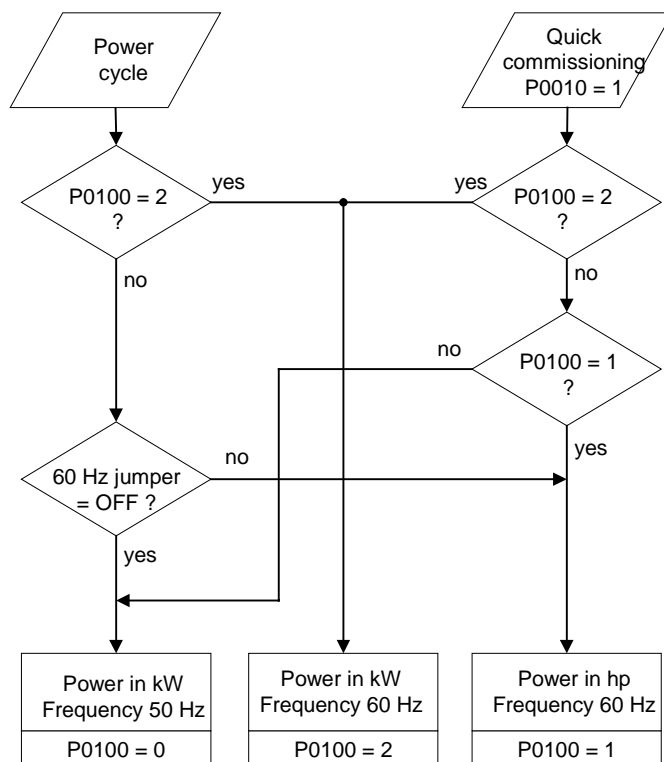 Power
cycle
Quick
commissioning
P0010 = 1
P0100 = 2
?
yes
yes
P0100 = 2
?
no
no
no
P0100 = 1
?
yes
60 Hz jumper
= OFF ?
no
yes
Power in kW
Frequency 50 Hz
P0100 = 0
Power in kW
Frequency 60 Hz
P0100 = 2
Power in hp
Frequency 60 Hz
P0100 = 1